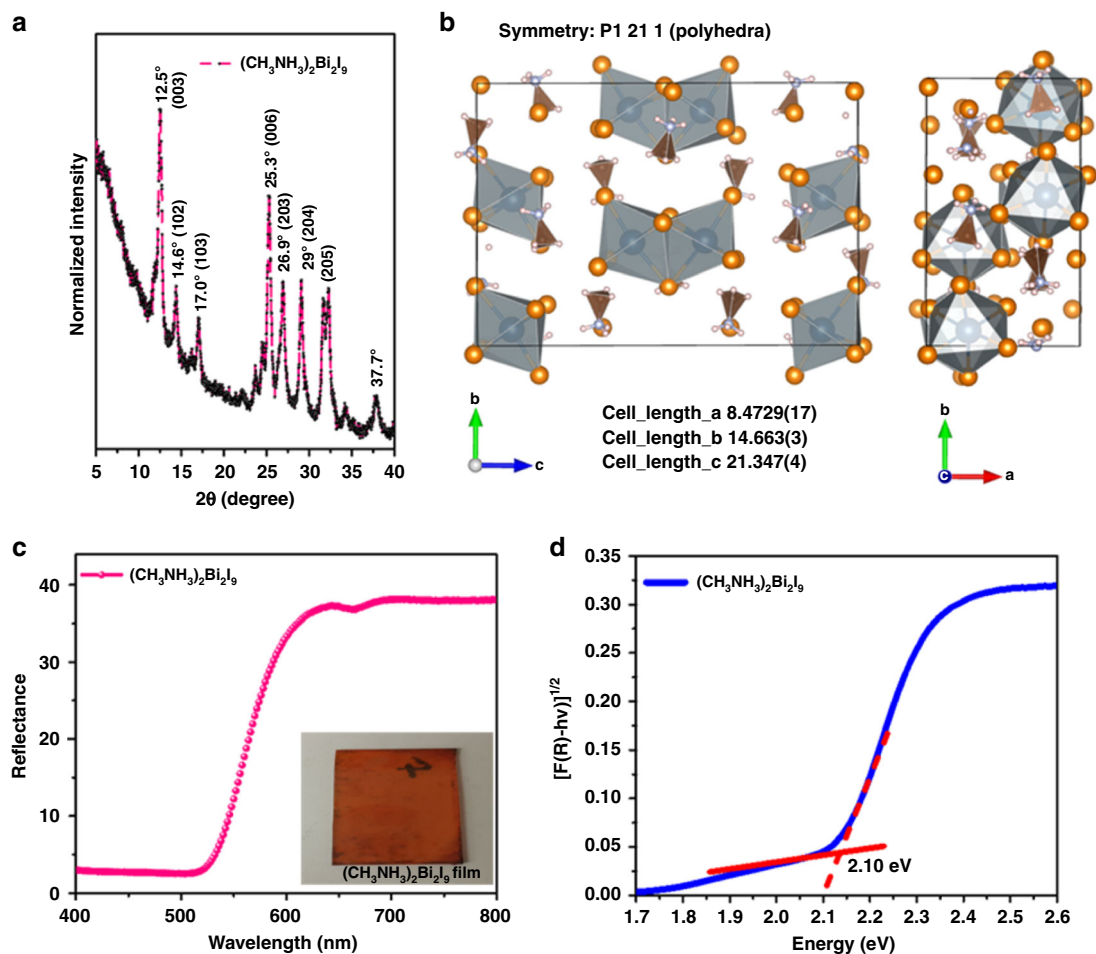 a
(CH₃NH₃)₂Bi₂I₉
12.5°
(003)
14.6° (102)
17.0° (103)
25.3° (006)
26.9° (203)
29° (204)
(205)
37.7°
Normalized intensity
5 10 15 20 25 30 35 40
2θ (degree)
b
Symmetry: P1 21 1 (polyhedra)
b
c
Cell_length_a 8.4729(17)
Cell_length_b 14.663(3)
Cell_length_c 21.347(4)
b
c
a
c
(CH₃NH₃)₂Bi₂I₉
40
30
20
10
0
Reflectance
(CH₃NH₃)₂Bi₂I₉ film
400 500 600 700 800
Wavelength (nm)
d
(CH₃NH₃)₂Bi₂I₉
0.35
0.30
0.25
0.20
0.15
0.10
0.05
0.00
[F(R)-hv)]^1/2
2.10 eV
1.7 1.8 1.9 2.0 2.1 2.2 2.3 2.4 2.5 2.6
Energy (eV)